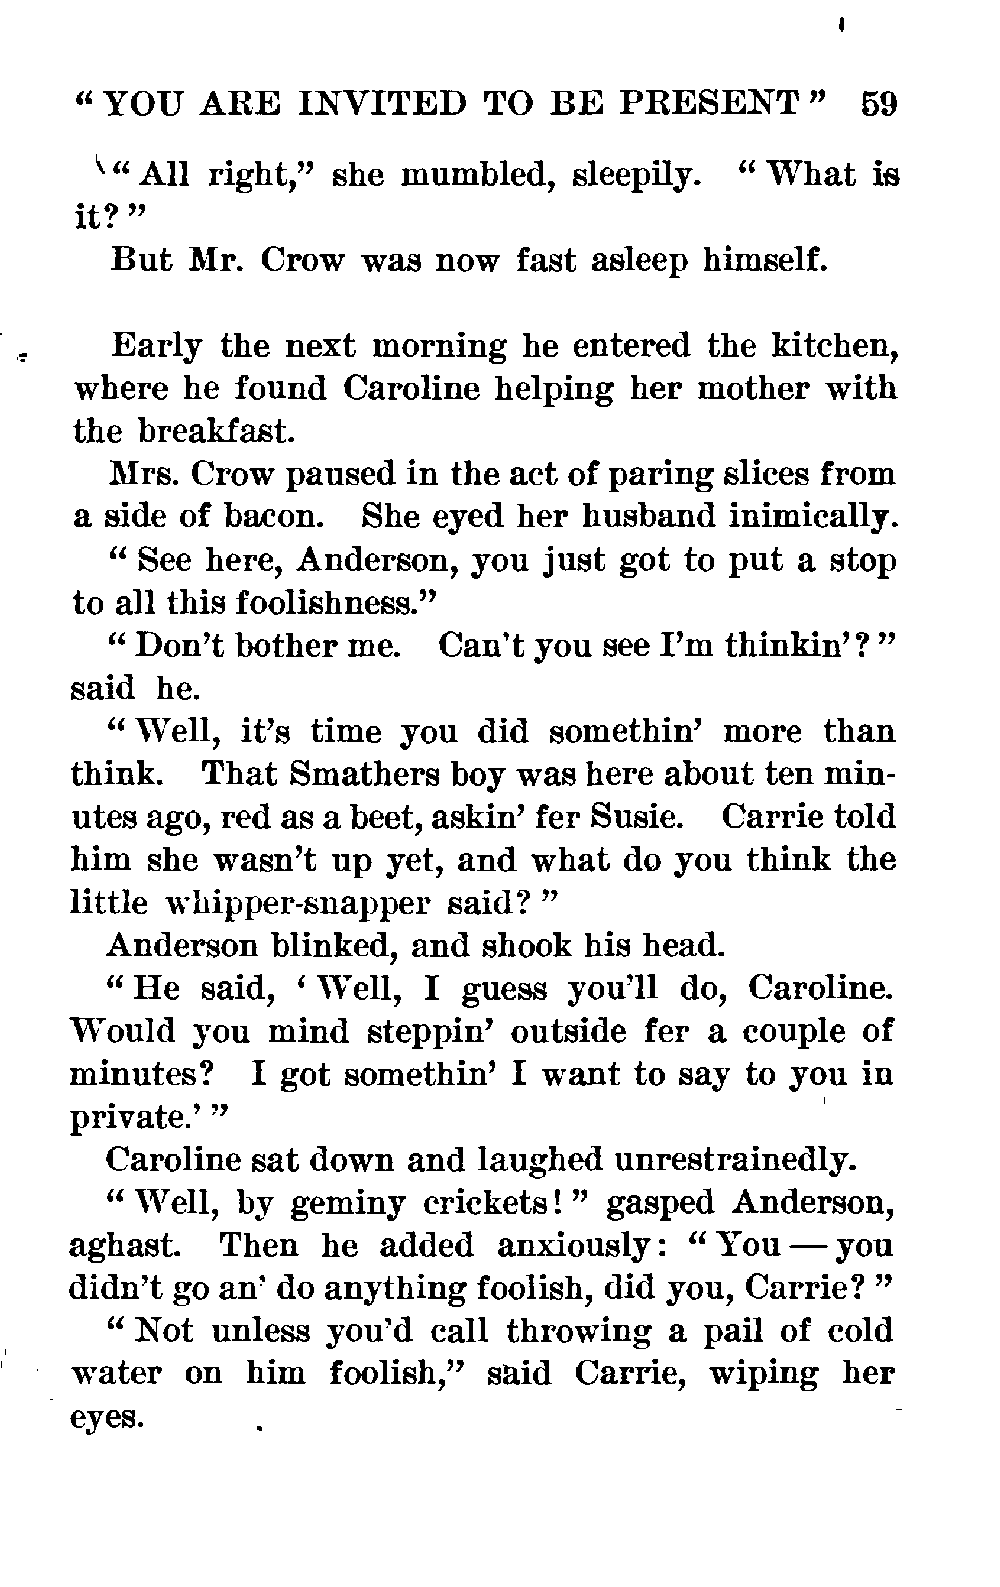 “ YOU ARE INVITED TO BE PRESENT ” 59
“ All right,” she mumbled, sleepily. “ What is
it? ”
But Mr. Crow was now fast asleep himself.
Early the next morning he entered the kitchen,
where he found Caroline helping her mother with
the breakfast.
Mrs. Crow paused in the act of paring slices from
a side of bacon. She eyed her husband inimically.
“ See here, Anderson, you just got to put a stop
to all this foolishness.”
“ Don’t bother me. Can’t you see I’m thinkin’? ”
said he.
“ Well, it’s time you did somethin’ more than
think. That Smathers boy was here about ten min-
utes ago, red as a beet, askin’ fer Susie. Carrie told
him she wasn’t up yet, and what do you think the
little whipper-snapper said? ”
Anderson blinked, and shook his head.
“ He said, ‘ Well, I guess you’ll do, Caroline.
Would you mind steppin’ outside fer a couple of
minutes? I got somethin’ I want to say to you in
private.’ ”
Caroline sat down and laughed unrestrainedly.
“ Well, by geminy crickets! ” gasped Anderson,
aghast. Then he added anxiously: “ You — you
didn’t go an’ do anything foolish, did you, Carrie? ”
“ Not unless you’d call throwing a pail of cold
water on him foolish,” said Carrie, wiping her
eyes.